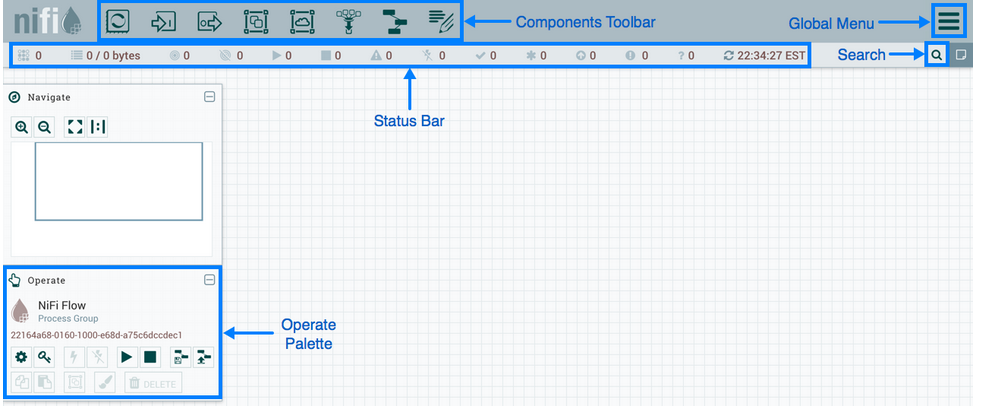 nifi
Components Toolbar
Global Menu
0
0 / 0 bytes
0
0
0
0
0
0
0
0
0
0
? 0
22:34:27 EST
Search
Status Bar
Navigate
Operate
NiFi Flow
Process Group
22164a68-0160-1000-e68d-a75c6dccdec1
DELETE
Operate
Palette